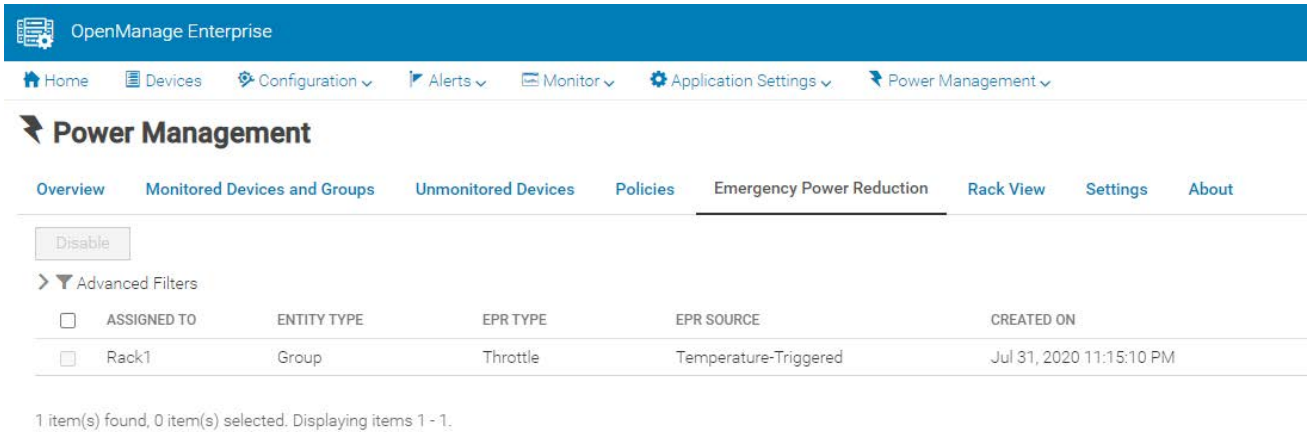 OpenManage Enterprise
Home Devices Configuration Alerts Monitor Application Settings Power Management
Power Management
Overview Monitored Devices and Groups Unmonitored Devices Policies Emergency Power Reduction Rack View Settings About
Disable
Advanced Filters
ASSIGNED TO ENTITY TYPE EPR TYPE EPR SOURCE CREATED ON
Rack1 Group Throttle Temperature-Triggered Jul 31, 2020 11:15:10 PM
1 item(s) found, 0 item(s) selected. Displaying items 1 - 1.